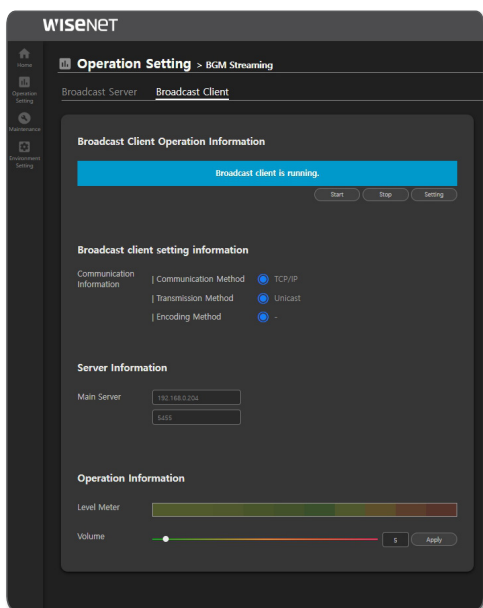 WISENET
Home
Operation Setting > BGM Streaming
Operation
Setting
Broadcast Server Broadcast Client
Maintenance
Environment
Setting
Broadcast Client Operation Information
Broadcast client is running.
Start Stop Setting
Broadcast client setting information
Communication
Information
| Communication Method TCP/IP
| Transmission Method Unicast
| Encoding Method -
Server Information
Main Server 192.168.0.204
5455
Operation Information
Level Meter
Volume 5 Apply